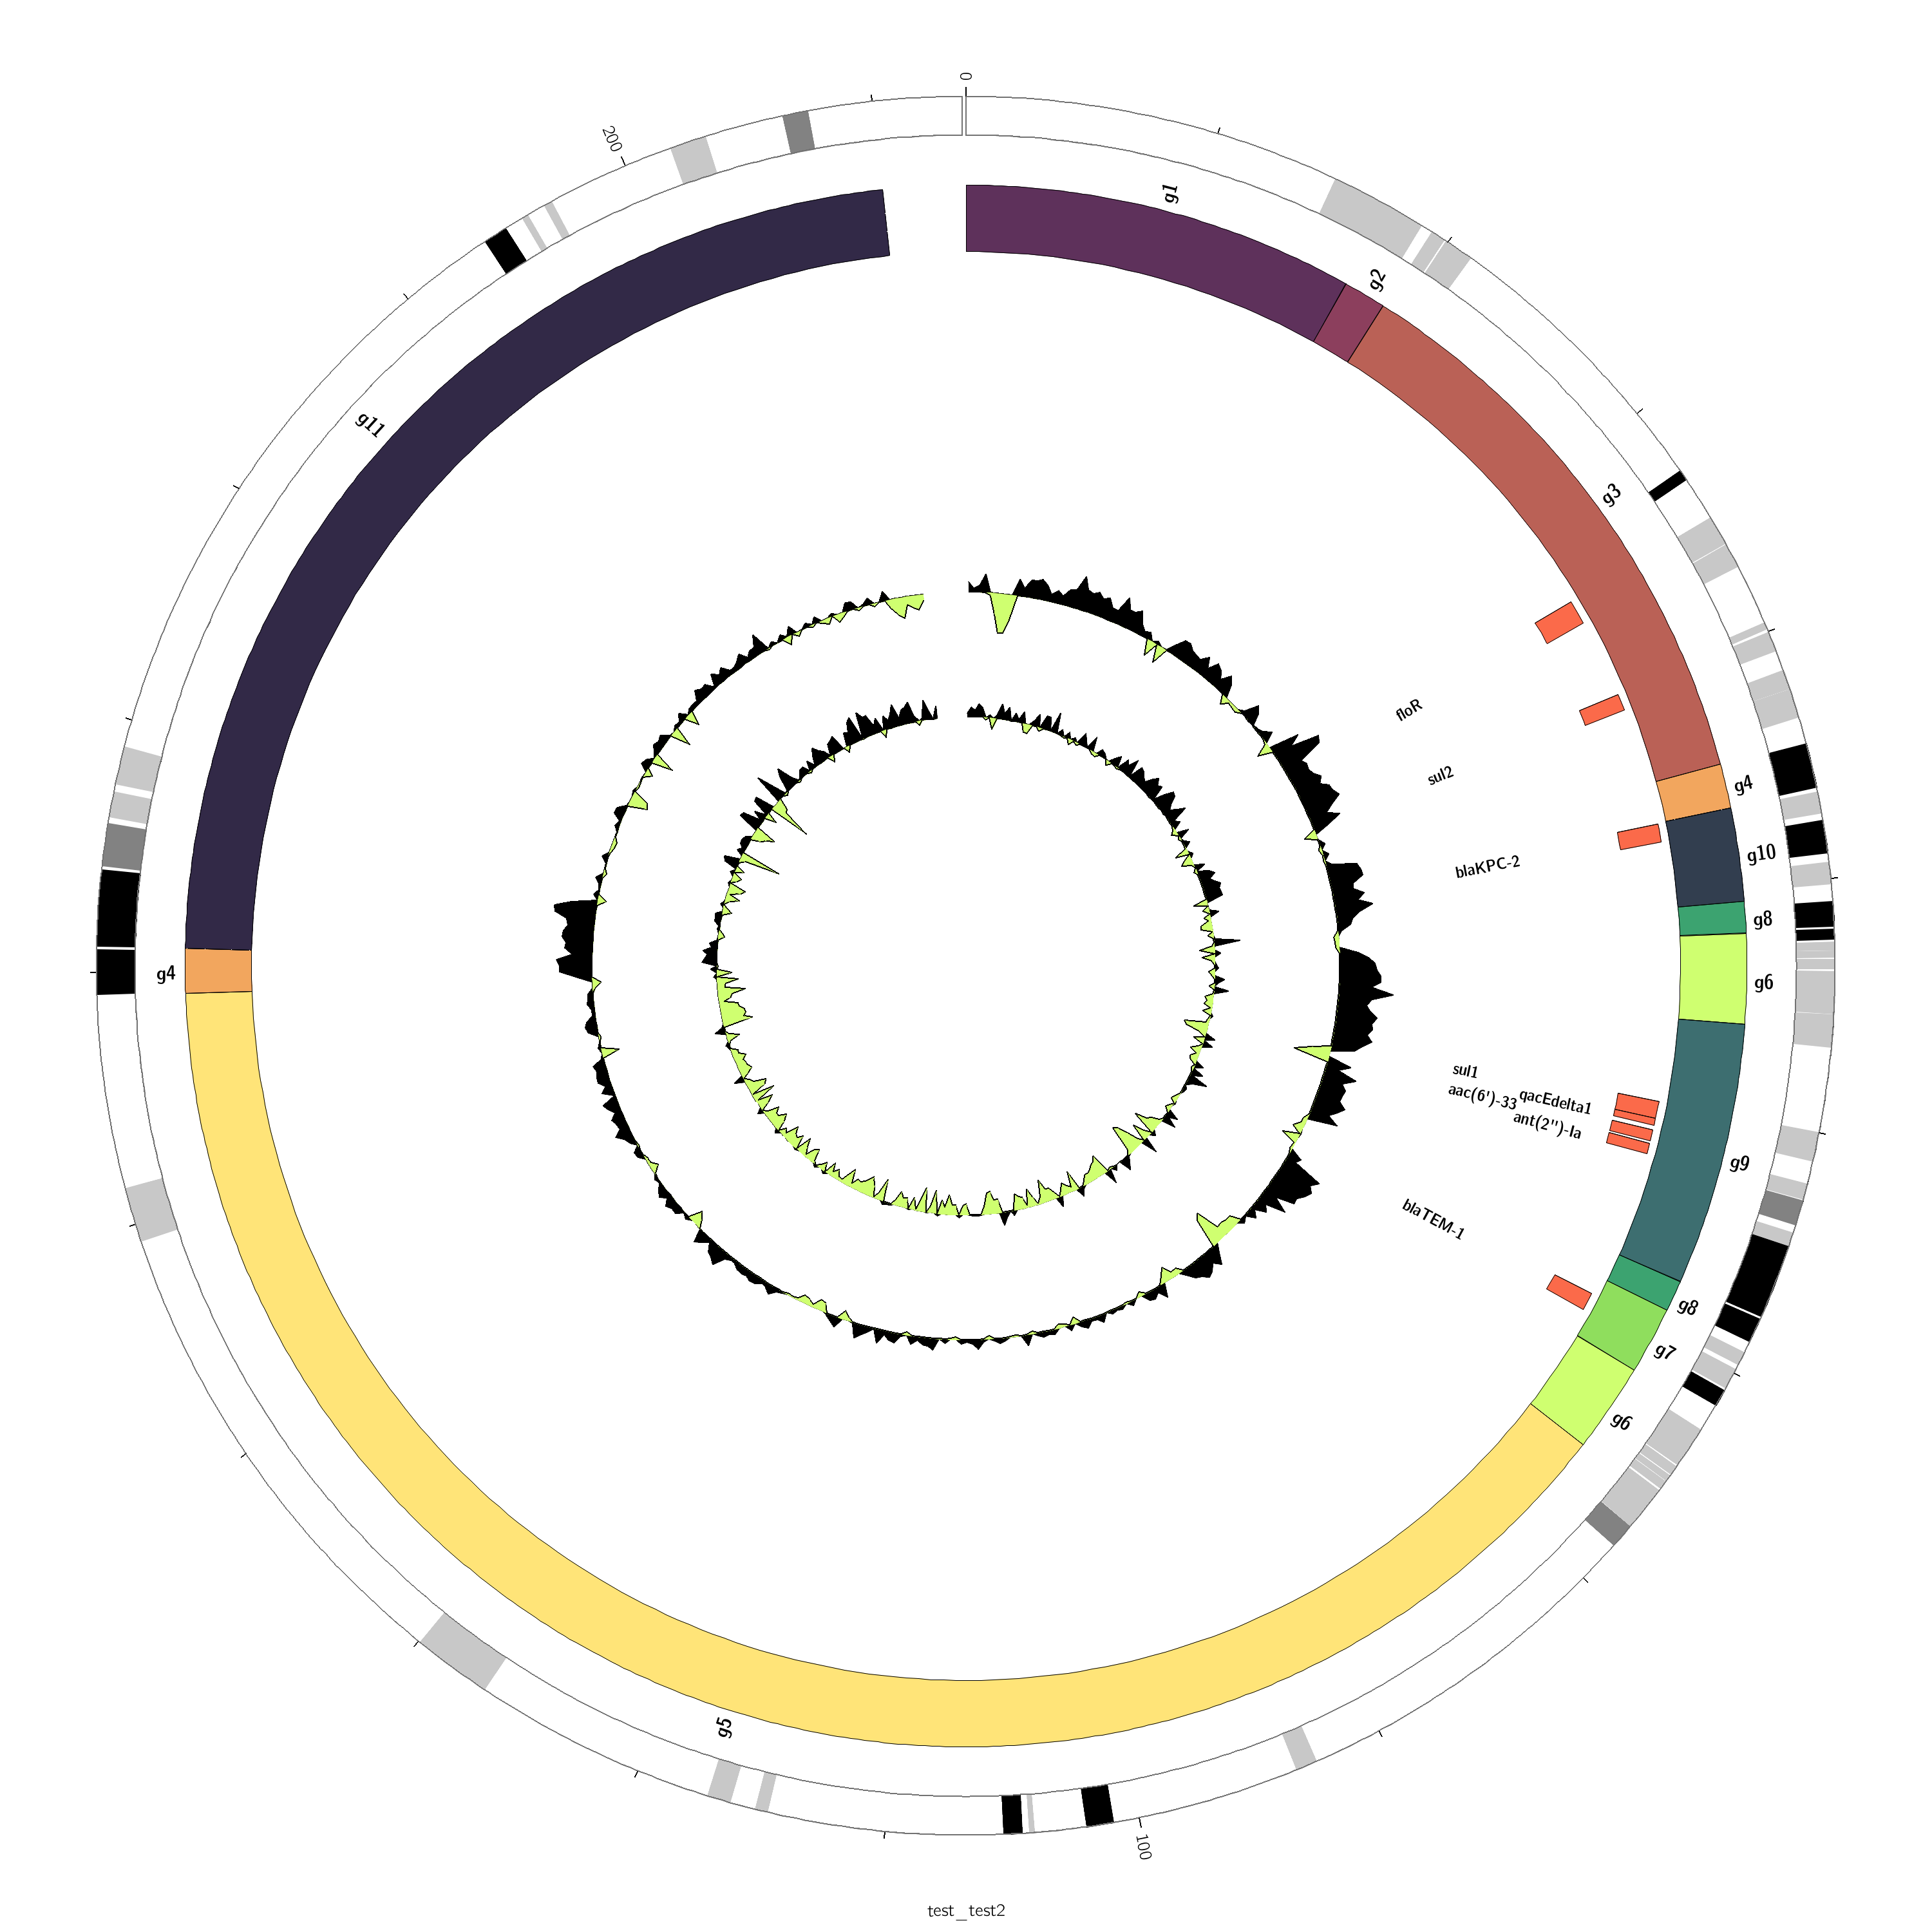 0
200
g1
g2
g11
g3
floR
sul2
g4
g10
blaKPC-2
g8
g4
g6
sul1
aac(6')-33
qacEdelta1
ant(2")-Ia
g9
blaTEM-1
g8
g7
g6
g5
100
test_test2